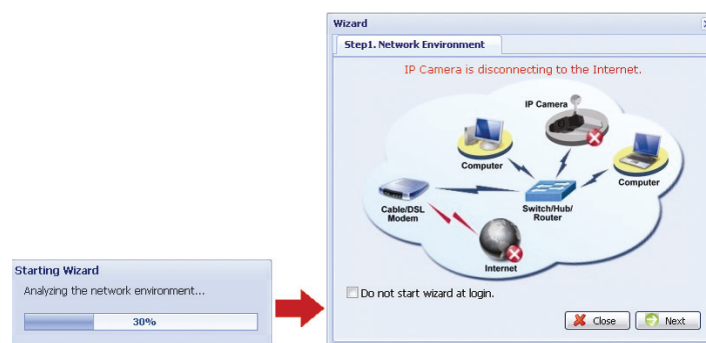 Starting Wizard
Analyzing the network environment...
30%
Wizard
Step1. Network Environment
IP Camera is disconnecting to the Internet.
IP Camera
Computer
Computer
Cable/DSL
Modem
Switch/Hub/
Router
Internet
Do not start wizard at login.
Close
Next